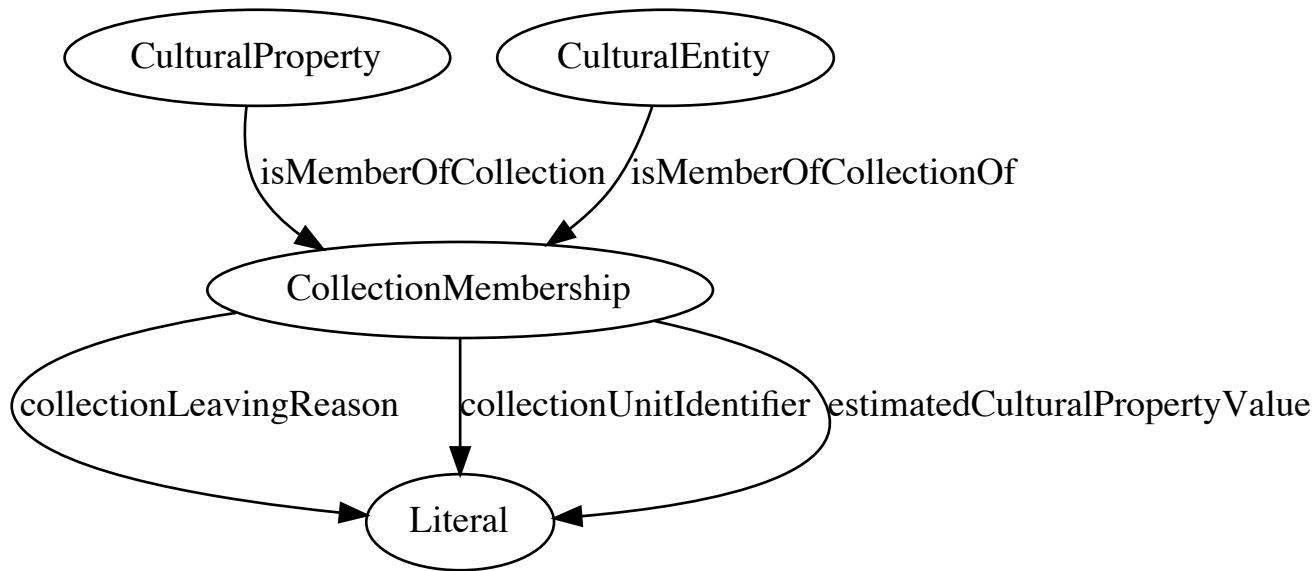 CulturalProperty
CulturalEntity
isMemberOfCollection
isMemberOfCollectionOf
CollectionMembership
collectionLeavingReason
collectionUnitIdentifier
estimatedCulturalPropertyValue
Literal